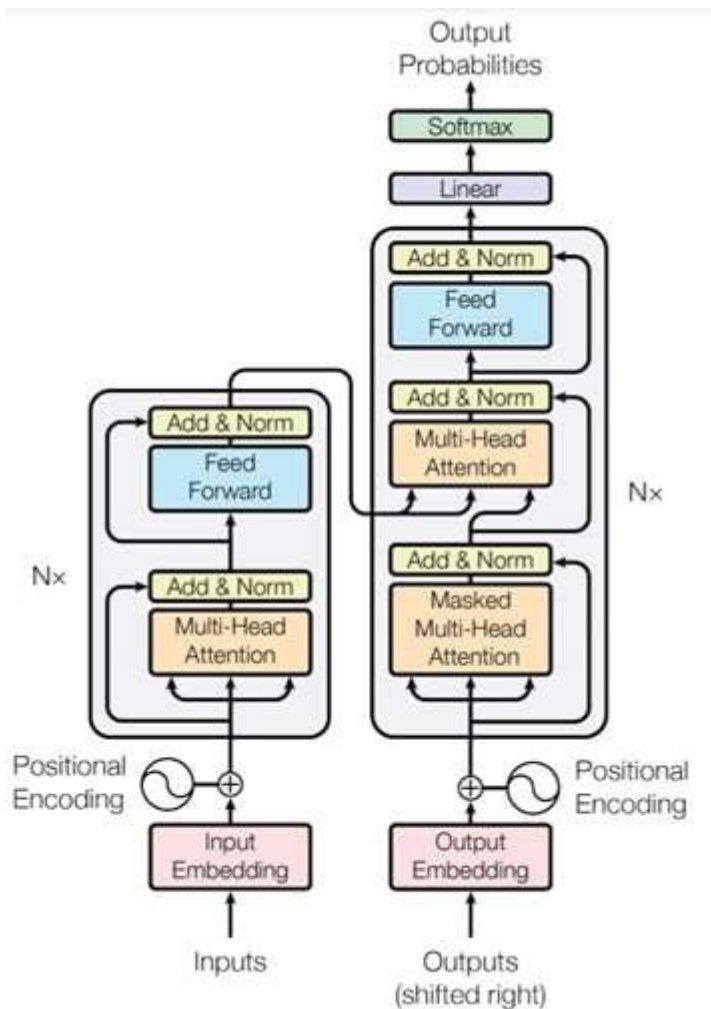 Output
Probabilities
Softmax
Linear
Add & Norm
Feed
Forward
Add & Norm
Multi-Head
Attention
Add & Norm
Masked
Multi-Head
Attention
Nx
Add & Norm
Feed
Forward
Add & Norm
Multi-Head
Attention
Nx
Positional
Encoding
Positional
Encoding
Input
Embedding
Output
Embedding
Inputs
Outputs
(shifted right)